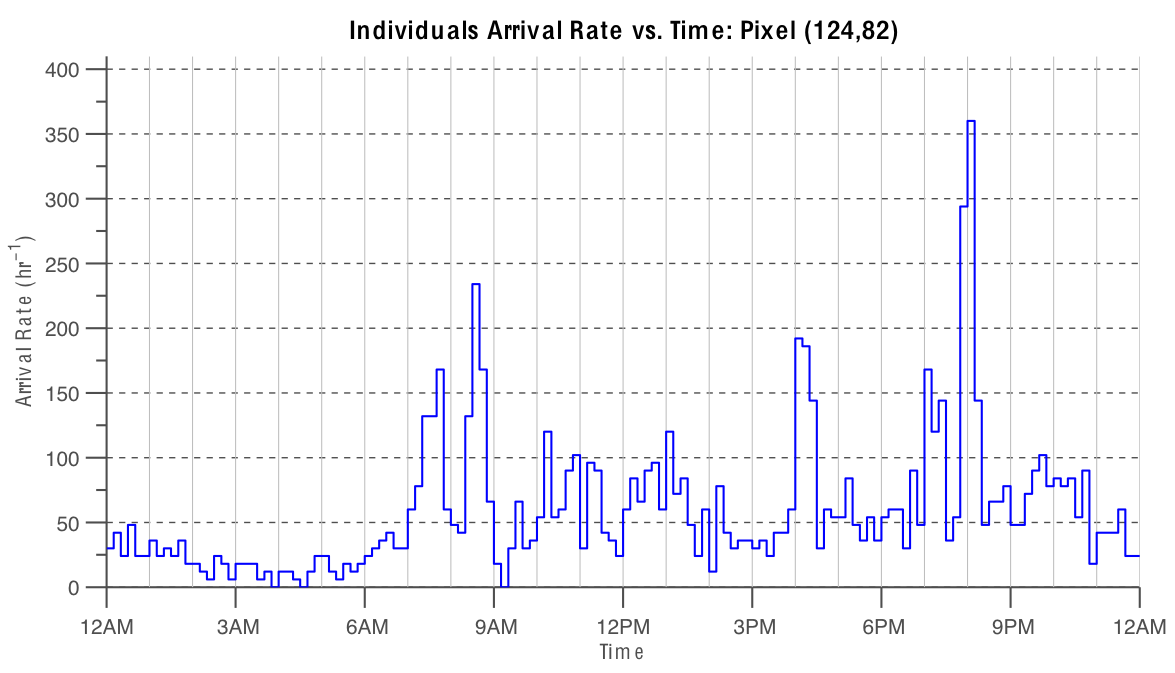 Individuals Arrival Rate vs. Time: Pixel (124,82)
400
350
300
250
200
150
100
50
0
Arrival Rate (hr⁻¹)
12AM 3AM 6AM 9AM 12PM 3PM 6PM 9PM 12AM
Time